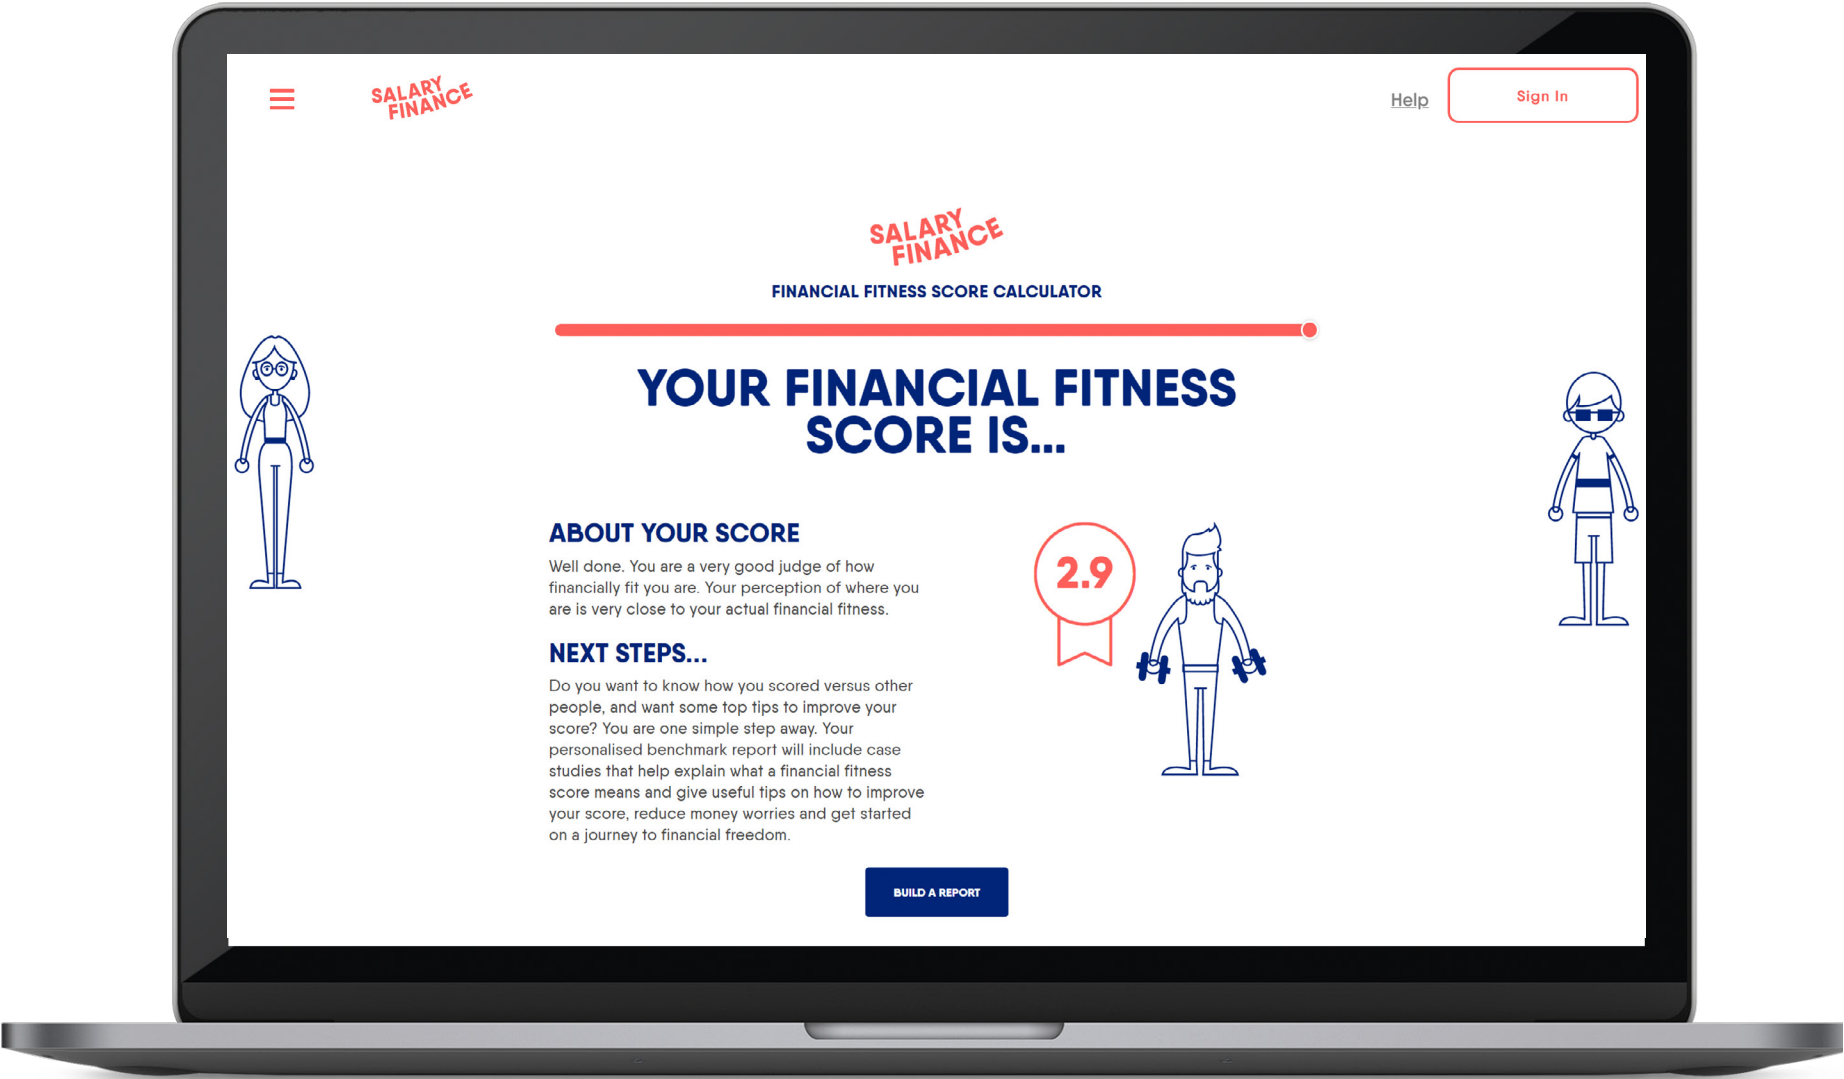 SALARY
FINANCE
Help
Sign In
SALARY
FINANCE
FINANCIAL FITNESS SCORE CALCULATOR
YOUR FINANCIAL FITNESS
SCORE IS...
ABOUT YOUR SCORE
Well done. You are a very good judge of how
financially fit you are. Your perception of where you
are is very close to your actual financial fitness.
2.9
NEXT STEPS...
Do you want to know how you scored versus other
people, and want some top tips to improve your
score? You are one simple step away. Your
personalised benchmark report will include case
studies that help explain what a financial fitness
score means and give useful tips on how to improve
your score, reduce money worries and get started
on a journey to financial freedom.
BUILD A REPORT